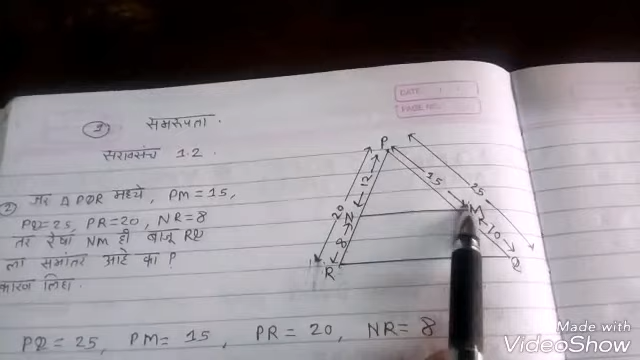 DATE :
PAGE NO. :
① समरूपता.
सरावसंच 1.2
② जर △ PQR मध्ये, PM = 15,
PQ = 25, PR = 20, NR = 8
तर रेषा NM ही बाजू RQ
ला समांतर आहे का ?
कारण लिहा.
P
20
12
15
25
N
M
8
10
R
Q
PQ = 25, PM = 15, PR = 20, NR = 8
Made with
VideoShow